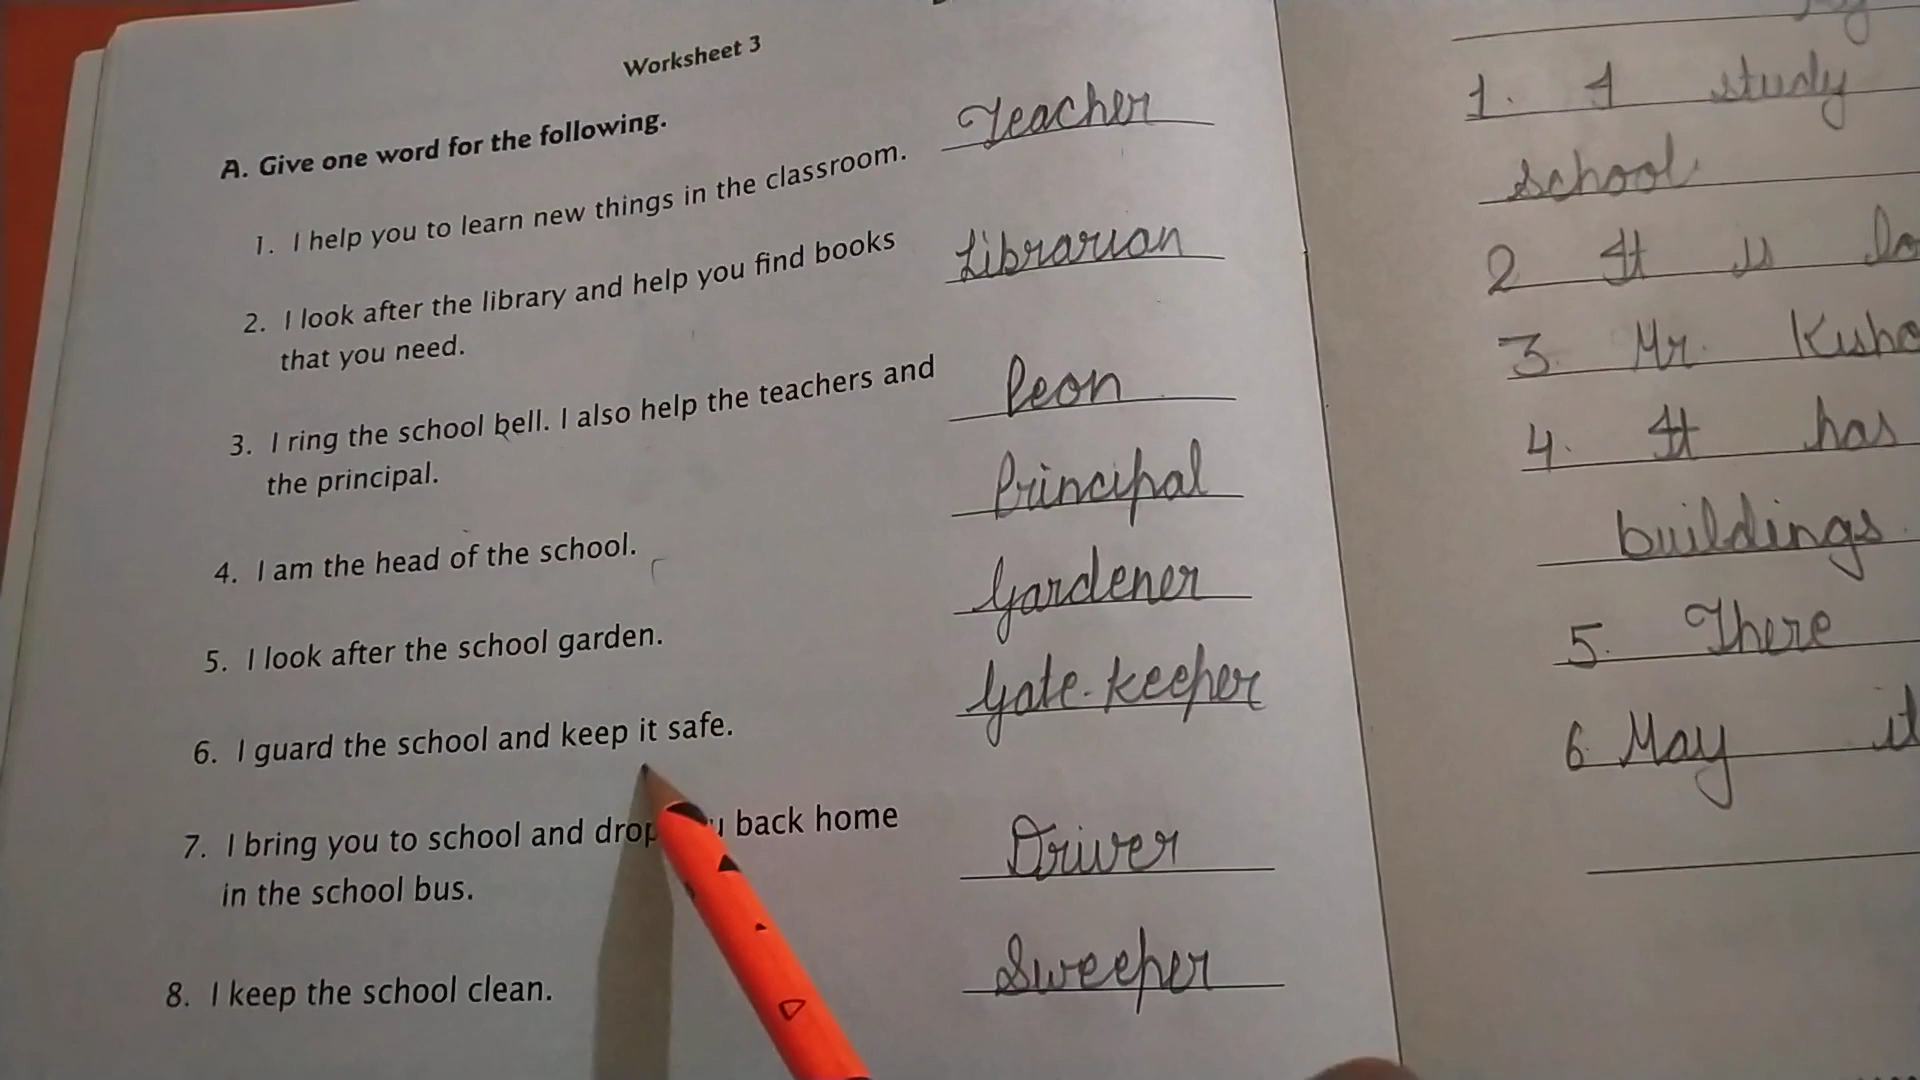 Worksheet 3
A. Give one word for the following.
1. I help you to learn new things in the classroom. Teacher
2. I look after the library and help you find books Librarian
that you need.
3. I ring the school bell. I also help the teachers and Peon
the principal.
4. I am the head of the school. Principal
5. I look after the school garden. Gardener
6. I guard the school and keep it safe. Gate-keeper
7. I bring you to school and drop back home Driver
in the school bus.
8. I keep the school clean. Sweeper
1. I study
school
2 It is
3. Mr.
4. It has
buildings
5. There
6 May it